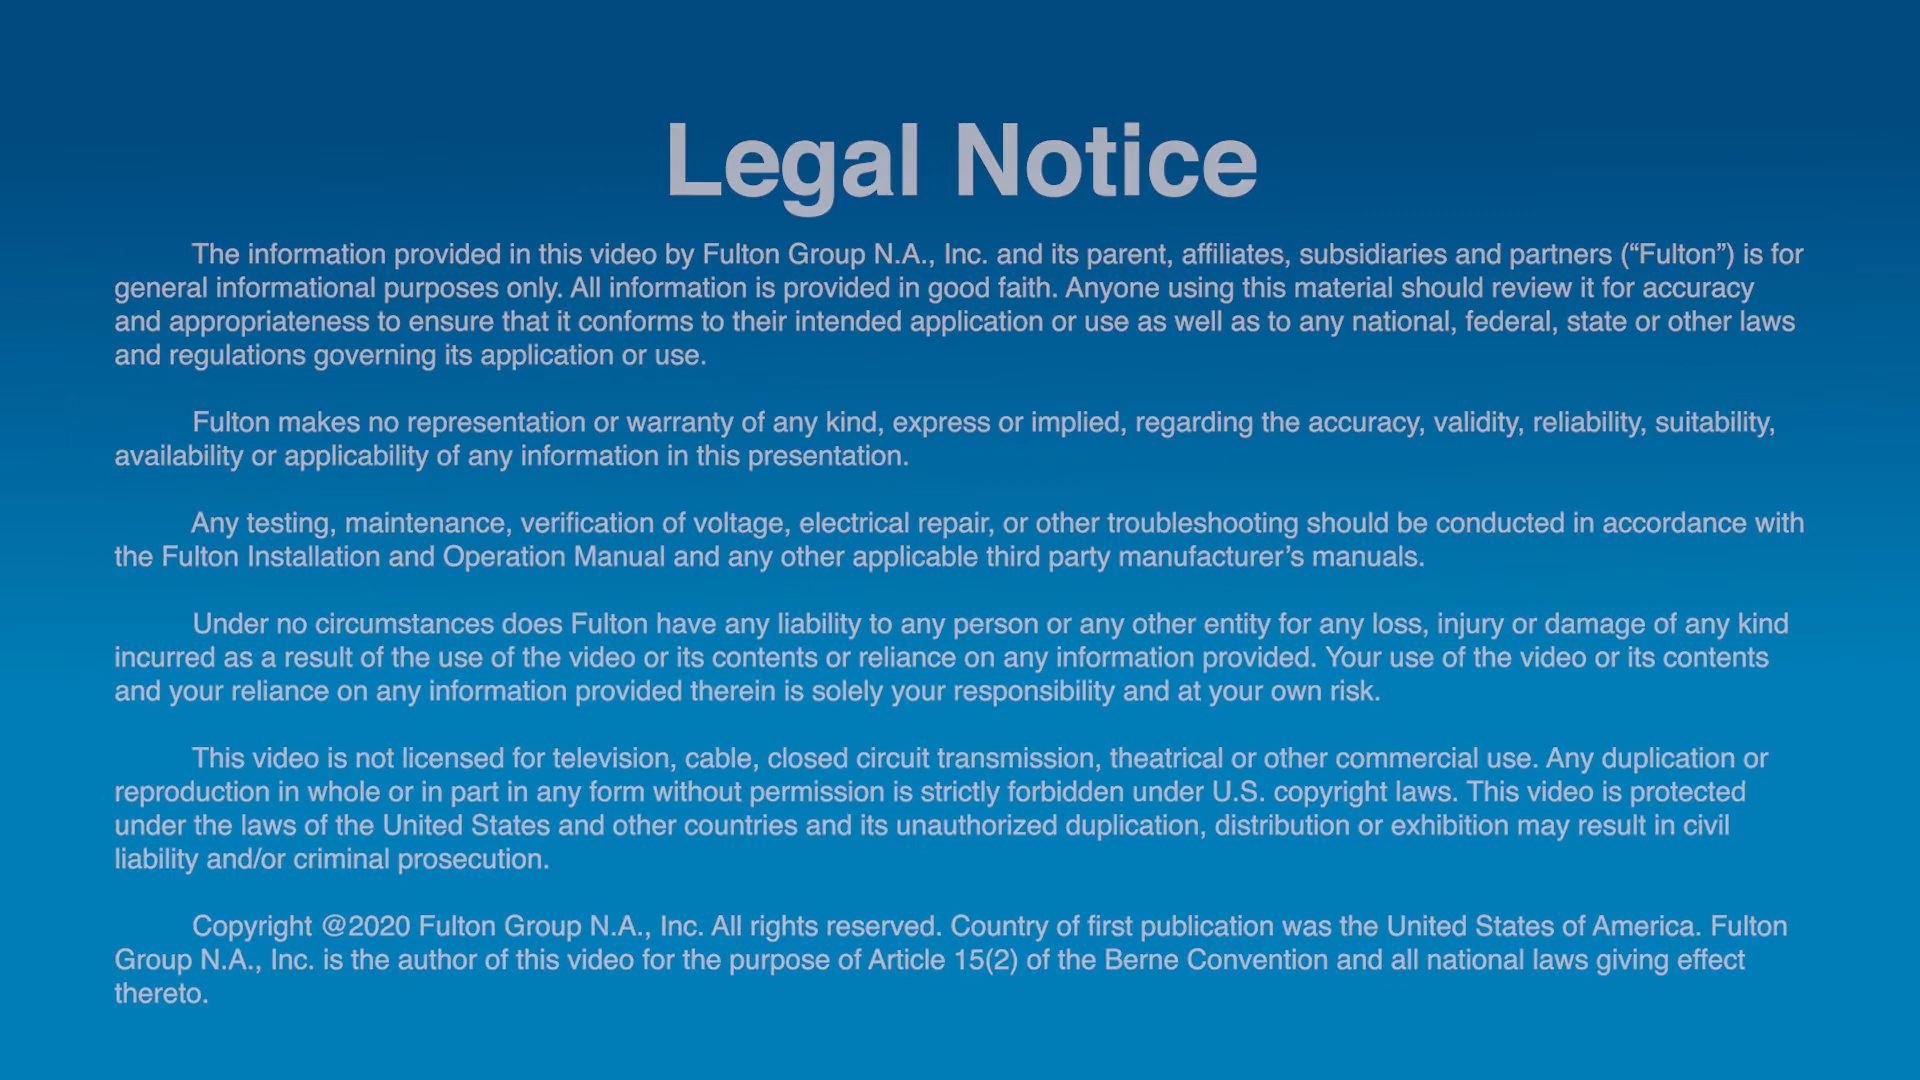 Legal Notice
The information provided in this video by Fulton Group N.A., Inc. and its parent, affiliates, subsidiaries and partners (“Fulton”) is for
general informational purposes only. All information is provided in good faith. Anyone using this material should review it for accuracy
and appropriateness to ensure that it conforms to their intended application or use as well as to any national, federal, state or other laws
and regulations governing its application or use.
Fulton makes no representation or warranty of any kind, express or implied, regarding the accuracy, validity, reliability, suitability,
availability or applicability of any information in this presentation.
Any testing, maintenance, verification of voltage, electrical repair, or other troubleshooting should be conducted in accordance with
the Fulton Installation and Operation Manual and any other applicable third party manufacturer’s manuals.
Under no circumstances does Fulton have any liability to any person or any other entity for any loss, injury or damage of any kind
incurred as a result of the use of the video or its contents or reliance on any information provided. Your use of the video or its contents
and your reliance on any information provided therein is solely your responsibility and at your own risk.
This video is not licensed for television, cable, closed circuit transmission, theatrical or other commercial use. Any duplication or
reproduction in whole or in part in any form without permission is strictly forbidden under U.S. copyright laws. This video is protected
under the laws of the United States and other countries and its unauthorized duplication, distribution or exhibition may result in civil
liability and/or criminal prosecution.
Copyright @2020 Fulton Group N.A., Inc. All rights reserved. Country of first publication was the United States of America. Fulton
Group N.A., Inc. is the author of this video for the purpose of Article 15(2) of the Berne Convention and all national laws giving effect
thereto.